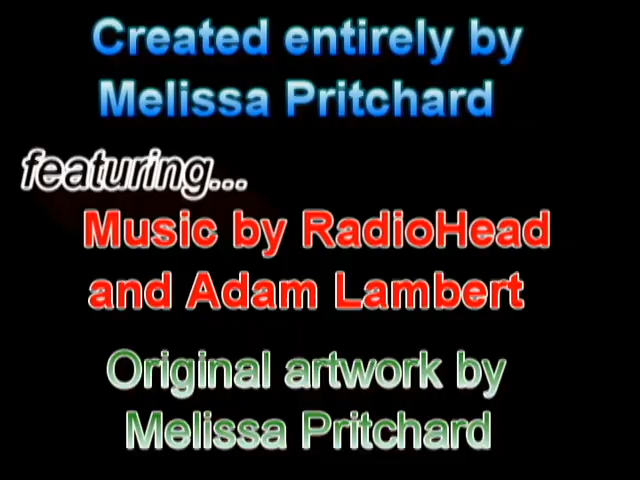 Created entirely by
Melissa Pritchard
featuring...
Music by RadioHead
and Adam Lambert
Original artwork by
Melissa Pritchard